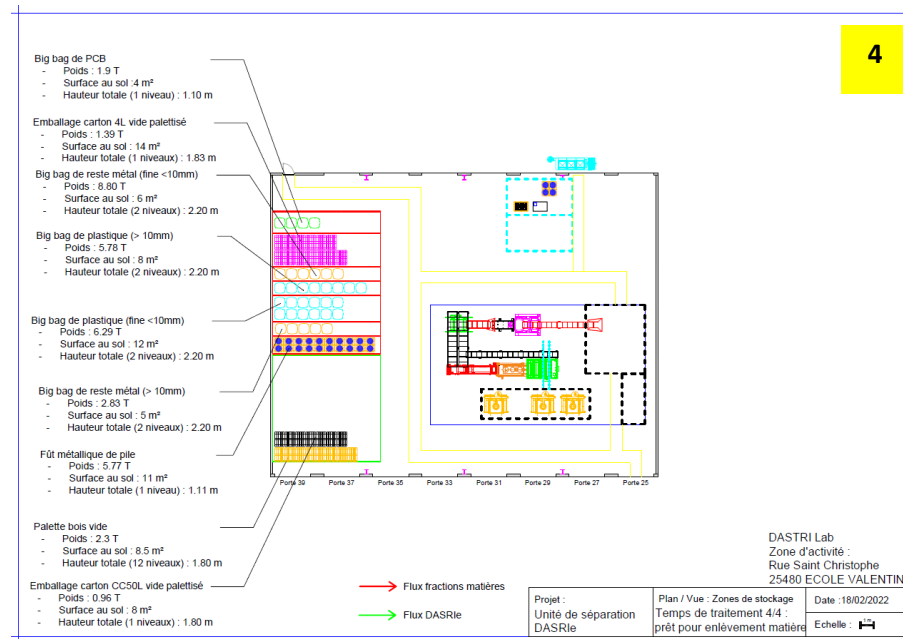 4
Big bag de PCB
- Poids : 1.9 T
- Surface au sol :4 m²
- Hauteur totale (1 niveau) : 1.10 m
Emballage carton 4L vide palettisé
- Poids : 1.39 T
- Surface au sol : 14 m²
- Hauteur totale (1 niveaux) : 1.83 m
Big bag de reste métal (fine <10mm)
- Poids : 8.80 T
- Surface au sol : 6 m²
- Hauteur totale (2 niveaux) : 2.20 m
Big bag de plastique (> 10mm)
- Poids : 5.78 T
- Surface au sol : 8 m²
- Hauteur totale (2 niveaux) : 2.20 m
Big bag de plastique (fine <10mm)
- Poids : 6.29 T
- Surface au sol : 12 m²
- Hauteur totale (2 niveaux) : 2.20 m
Big bag de reste métal (> 10mm)
- Poids : 2.83 T
- Surface au sol : 5 m²
- Hauteur totale (2 niveaux) : 2.20 m
Fût métallique de pile
- Poids : 5.77 T
- Surface au sol : 11 m²
- Hauteur totale (1 niveau) : 1.11 m
Palette bois vide
- Poids : 2.3 T
- Surface au sol : 8.5 m²
- Hauteur totale (12 niveaux) : 1.80 m
Emballage carton CC50L vide palettisé
- Poids : 0.96 T
- Surface au sol : 8 m²
- Hauteur totale (1 niveaux) : 1.80 m
Porte 39 Porte 37 Porte 35 Porte 33 Porte 31 Porte 29 Porte 27 Porte 25
Flux fractions matières
Flux DASRIe
DASTRI Lab
Zone d'activité :
Rue Saint Christophe
25480 ECOLE VALENTIN
Projet :
Unité de séparation
DASRIe
Plan / Vue : Zones de stockage
Temps de traitement 4/4 :
prêt pour enlèvement matière
Date :18/02/2022
Echelle :